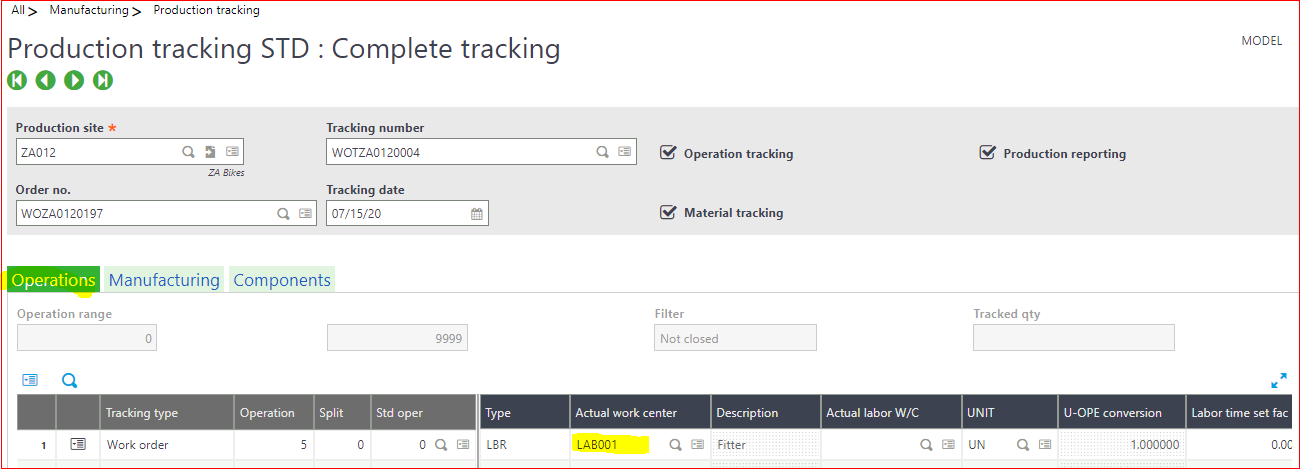 All > Manufacturing > Production tracking
Production tracking STD : Complete tracking
MODEL
Production site * Tracking number
ZA012 WOTZA0120004 Operation tracking Production reporting
ZA Bikes
Order no. Tracking date
WOZA0120197 07/15/20 Material tracking
Operations Manufacturing Components
Operation range Filter Tracked qty
0 9999 Not closed
Tracking type Operation Split Std oper Type Actual work center Description Actual labor W/C UNIT U-OPE conversion Labor time set fac
1 Work order 5 0 0 LBR LAB001 Fitter UN 1.000000 0.00